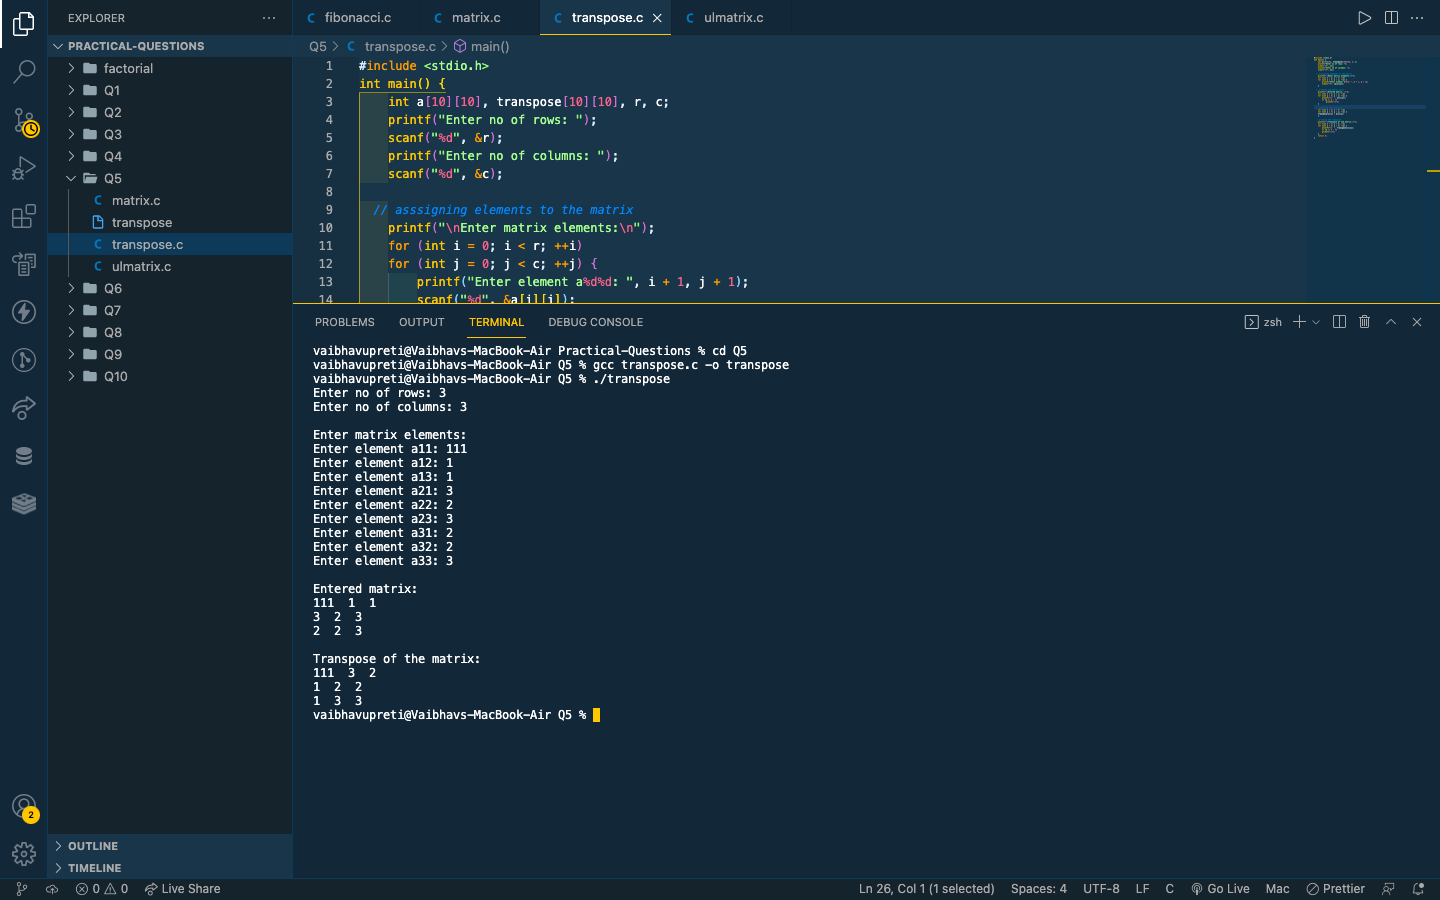 EXPLORER
PRACTICAL-QUESTIONS
factorial
Q1
Q2
Q3
Q4
Q5
matrix.c
transpose
transpose.c
ulmatrix.c
Q6
Q7
Q8
Q9
Q10
OUTLINE
TIMELINE
2
fibonacci.c matrix.c transpose.c ulmatrix.c
Q5 > transpose.c > main()
1 #include <stdio.h>
2 int main() {
3 int a[10][10], transpose[10][10], r, c;
4 printf("Enter no of rows: ");
5 scanf("%d", &r);
6 printf("Enter no of columns: ");
7 scanf("%d", &c);
8
9 // asssigning elements to the matrix
10 printf("\nEnter matrix elements:\n");
11 for (int i = 0; i < r; ++i)
12 for (int j = 0; j < c; ++j) {
13 printf("Enter element a%d%d: ", i + 1, j + 1);
14 scanf("%d", &a[i][j]);
PROBLEMS OUTPUT TERMINAL DEBUG CONSOLE zsh
vaibhavupreti@Vaibhavs-MacBook-Air Practical-Questions % cd Q5
vaibhavupreti@Vaibhavs-MacBook-Air Q5 % gcc transpose.c -o transpose
vaibhavupreti@Vaibhavs-MacBook-Air Q5 % ./transpose
Enter no of rows: 3
Enter no of columns: 3
Enter matrix elements:
Enter element a11: 111
Enter element a12: 1
Enter element a13: 1
Enter element a21: 3
Enter element a22: 2
Enter element a23: 3
Enter element a31: 2
Enter element a32: 2
Enter element a33: 3
Entered matrix:
111 1 1
3 2 3
2 2 3
Transpose of the matrix:
111 3 2
1 2 2
1 3 3
vaibhavupreti@Vaibhavs-MacBook-Air Q5 %
0 0 Live Share Ln 26, Col 1 (1 selected) Spaces: 4 UTF-8 LF C Go Live Mac Prettier